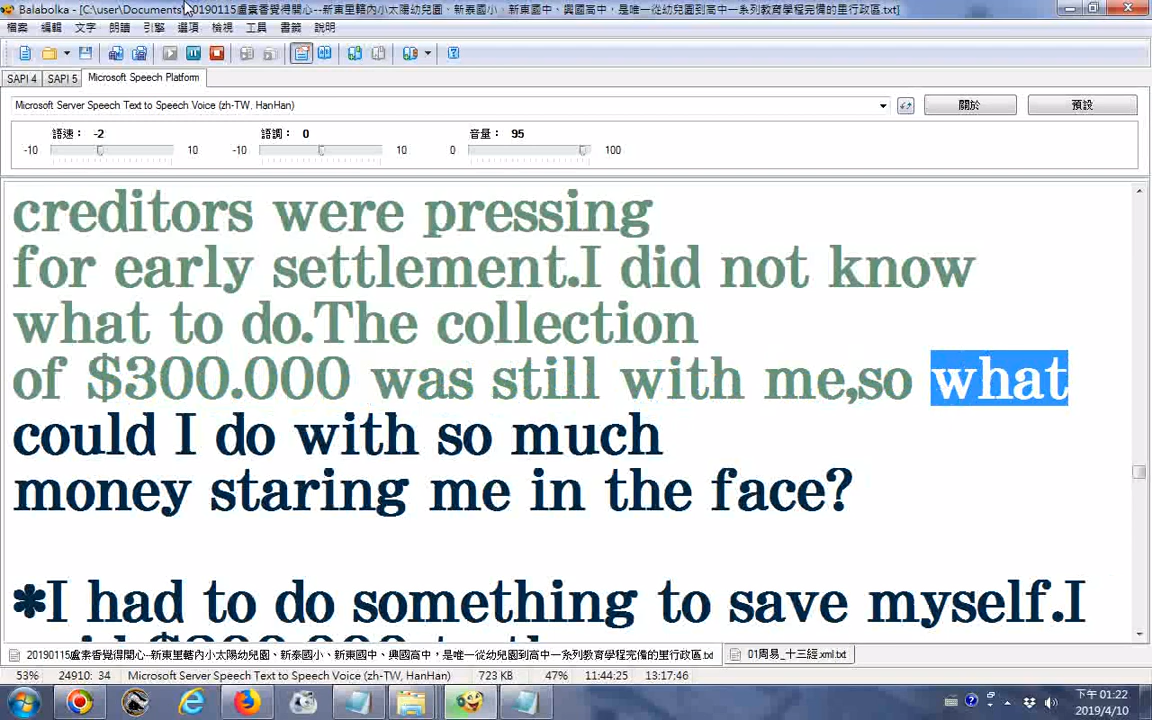 Balabolka - [C:\user\Documents\20190115盧素香覺得開心--新東里轄內小太陽幼兒園、新泰國小、新東國中、興國高中，是唯一從幼兒園到高中一系列教育學程完備的里行政區.txt]
檔案 編輯 文字 朗讀 引擎 選項 檢視 工具 書籤 說明
SAPI 4 SAPI 5 Microsoft Speech Platform
Microsoft Server Speech Text to Speech Voice (zh-TW, HanHan) 關於 預設
語速： -2 語調： 0 音量： 95
-10 10 -10 10 0 100
creditors were pressing
for early settlement.I did not know
what to do.The collection
of $300.000 was still with me,so what
could I do with so much
money staring me in the face?
*I had to do something to save myself.I
20190115盧素香覺得開心--新東里轄內小太陽幼兒園、新泰國小、新東國中、興國高中，是唯一從幼兒園到高中一系列教育學程完備的里行政區.txt 01周易_十三經.xml.txt
53% 24910: 34 Microsoft Server Speech Text to Speech Voice (zh-TW, HanHan) 723 KB 47% 11:44:25 13:17:46
下午 01:22
2019/4/10